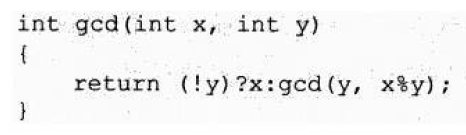 int gcd(int x, int y)
{
    return (!y)?x:gcd(y, x%y);
}